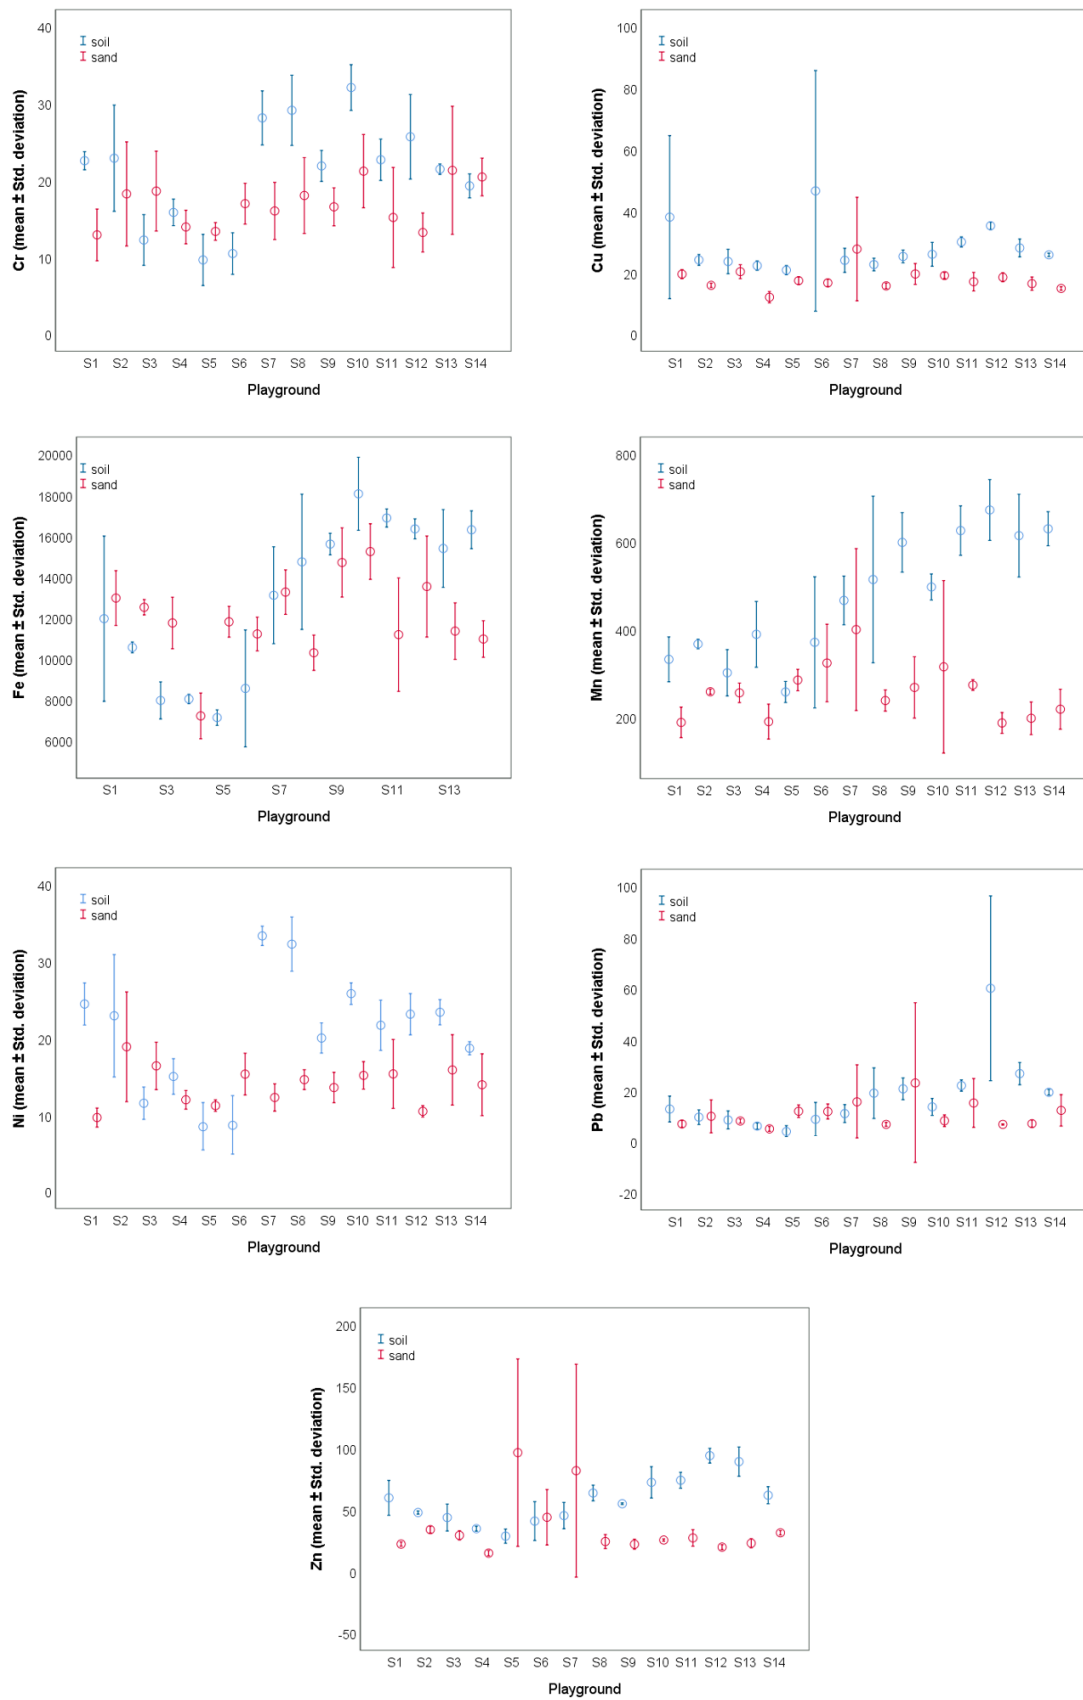 40
30
20
10
0
Cr (mean ± Std. deviation)
soil
sand
S1 S2 S3 S4 S5 S6 S7 S8 S9 S10 S11 S12 S13 S14
Playground
100
80
60
40
20
0
Cu (mean ± Std. deviation)
soil
sand
S1 S2 S3 S4 S5 S6 S7 S8 S9 S10 S11 S12 S13 S14
Playground
20000
18000
16000
14000
12000
10000
8000
6000
Fe (mean ± Std. deviation)
soil
sand
S1 S3 S5 S7 S9 S11 S13
Playground
800
600
400
200
Mn (mean ± Std. deviation)
soil
sand
S1 S2 S3 S4 S5 S6 S7 S8 S9 S10 S11 S12 S13 S14
Playground
40
30
20
10
0
Ni (mean ± Std. deviation)
soil
sand
S1 S2 S3 S4 S5 S6 S7 S8 S9 S10 S11 S12 S13 S14
Playground
100
80
60
40
20
0
-20
Pb (mean ± Std. deviation)
soil
sand
S1 S2 S3 S4 S5 S6 S7 S8 S9 S10 S11 S12 S13 S14
Playground
200
150
100
50
0
-50
Zn (mean ± Std. deviation)
soil
sand
S1 S2 S3 S4 S5 S6 S7 S8 S9 S10 S11 S12 S13 S14
Playground